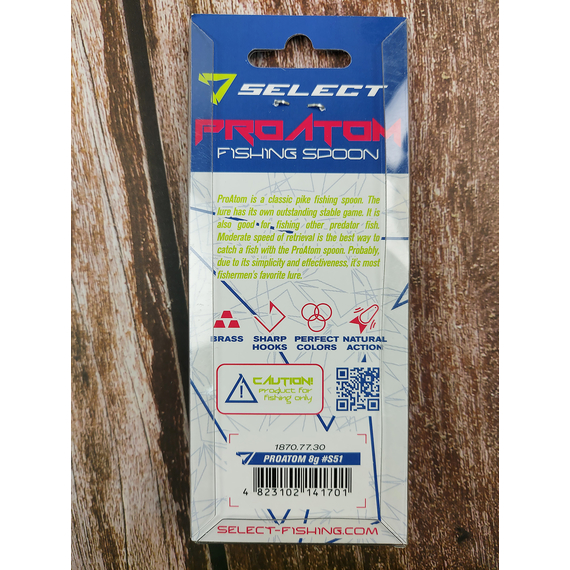 SELECT
PROATOM
FISHING SPOON
ProAtom is a classic pike fishing spoon. The
lure has its own outstanding stable game. It is
also good for fishing other predator fish.
Moderate speed of retrieval is the best way to
catch a fish with the ProAtom spoon. Probably,
due to its simplicity and effectiveness, it's most
fishermen's favorite lure.
BRASS SHARP HOOKS PERFECT COLORS NATURAL ACTION
CAUTION!
product for
fishing only
1870.77.30
PROATOM 8g #S51
4 823102 141701
SELECT-FISHING.COM